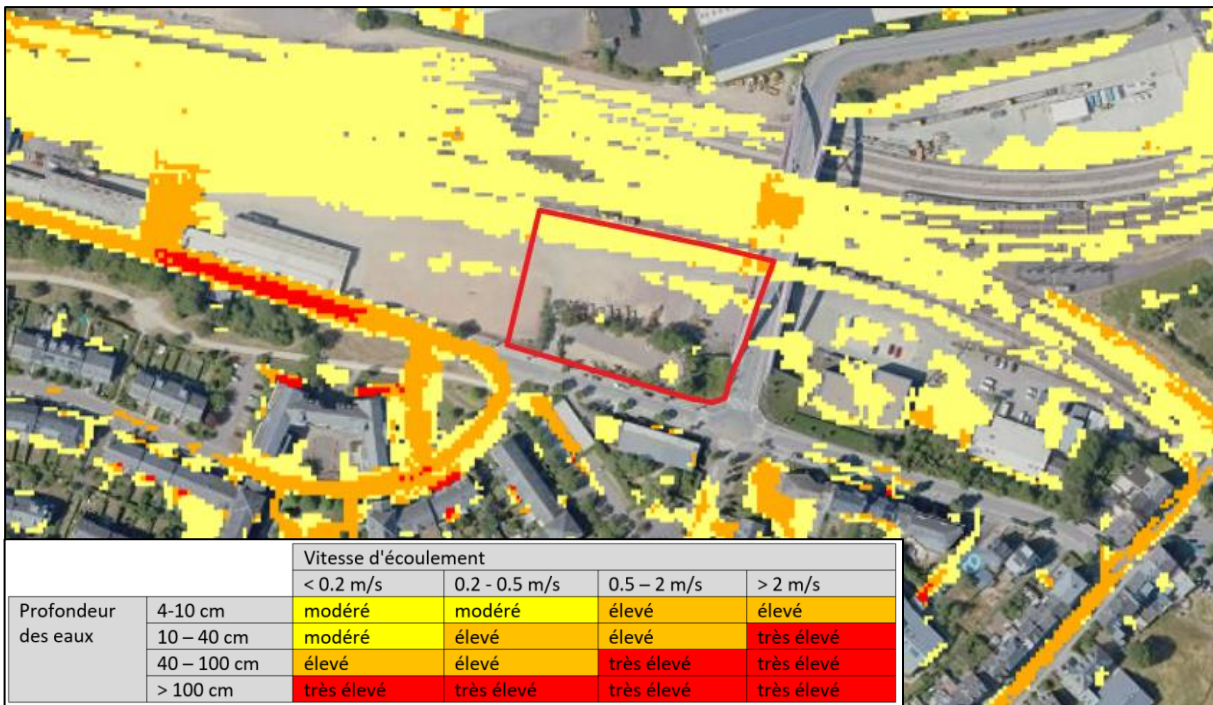 Vitesse d'écoulement
< 0.2 m/s 0.2 - 0.5 m/s 0.5 – 2 m/s > 2 m/s
Profondeur des eaux 4-10 cm modéré modéré élevé élevé
10 – 40 cm modéré élevé élevé très élevé
40 – 100 cm élevé élevé très élevé très élevé
> 100 cm très élevé très élevé très élevé très élevé